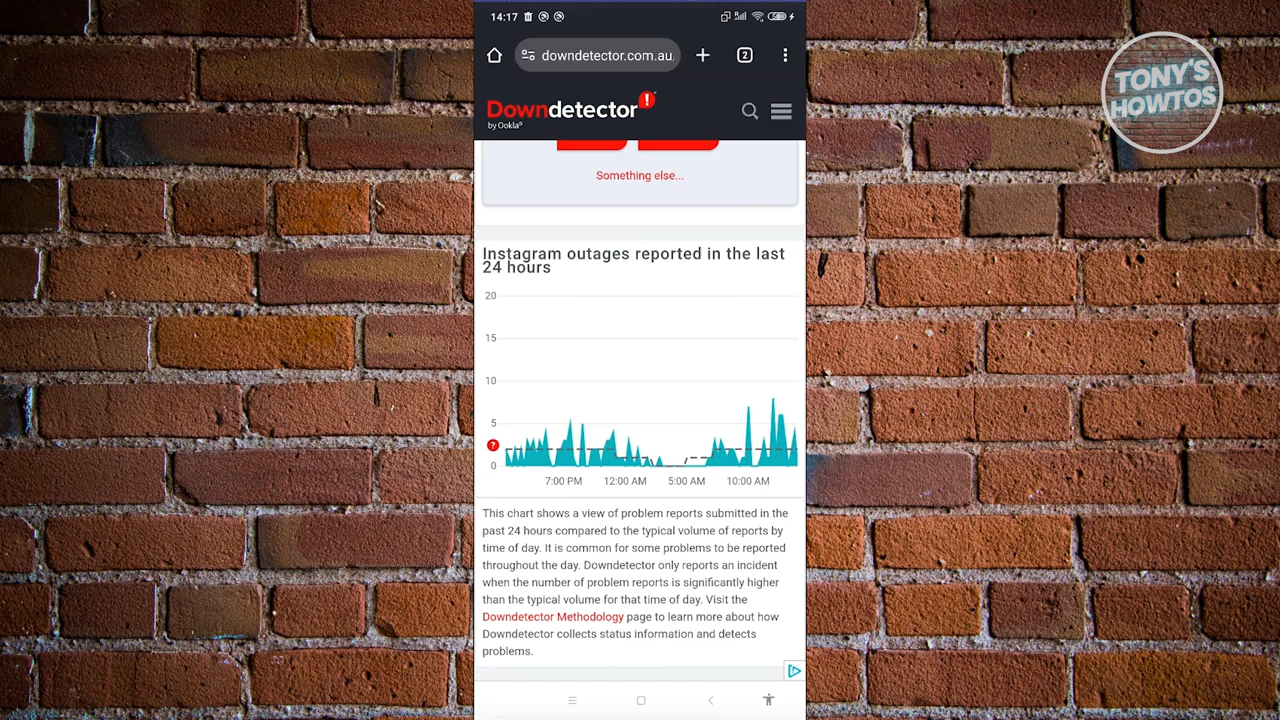 14:17
downdetector.com.au
2
TONY'S
HOWTOS
Downdetector
by Ookla®
Something else...
Instagram outages reported in the last
24 hours
20
15
10
5
0
7:00 PM 12:00 AM 5:00 AM 10:00 AM
This chart shows a view of problem reports submitted in the
past 24 hours compared to the typical volume of reports by
time of day. It is common for some problems to be reported
throughout the day. Downdetector only reports an incident
when the number of problem reports is significantly higher
than the typical volume for that time of day. Visit the
Downdetector Methodology page to learn more about how
Downdetector collects status information and detects
problems.